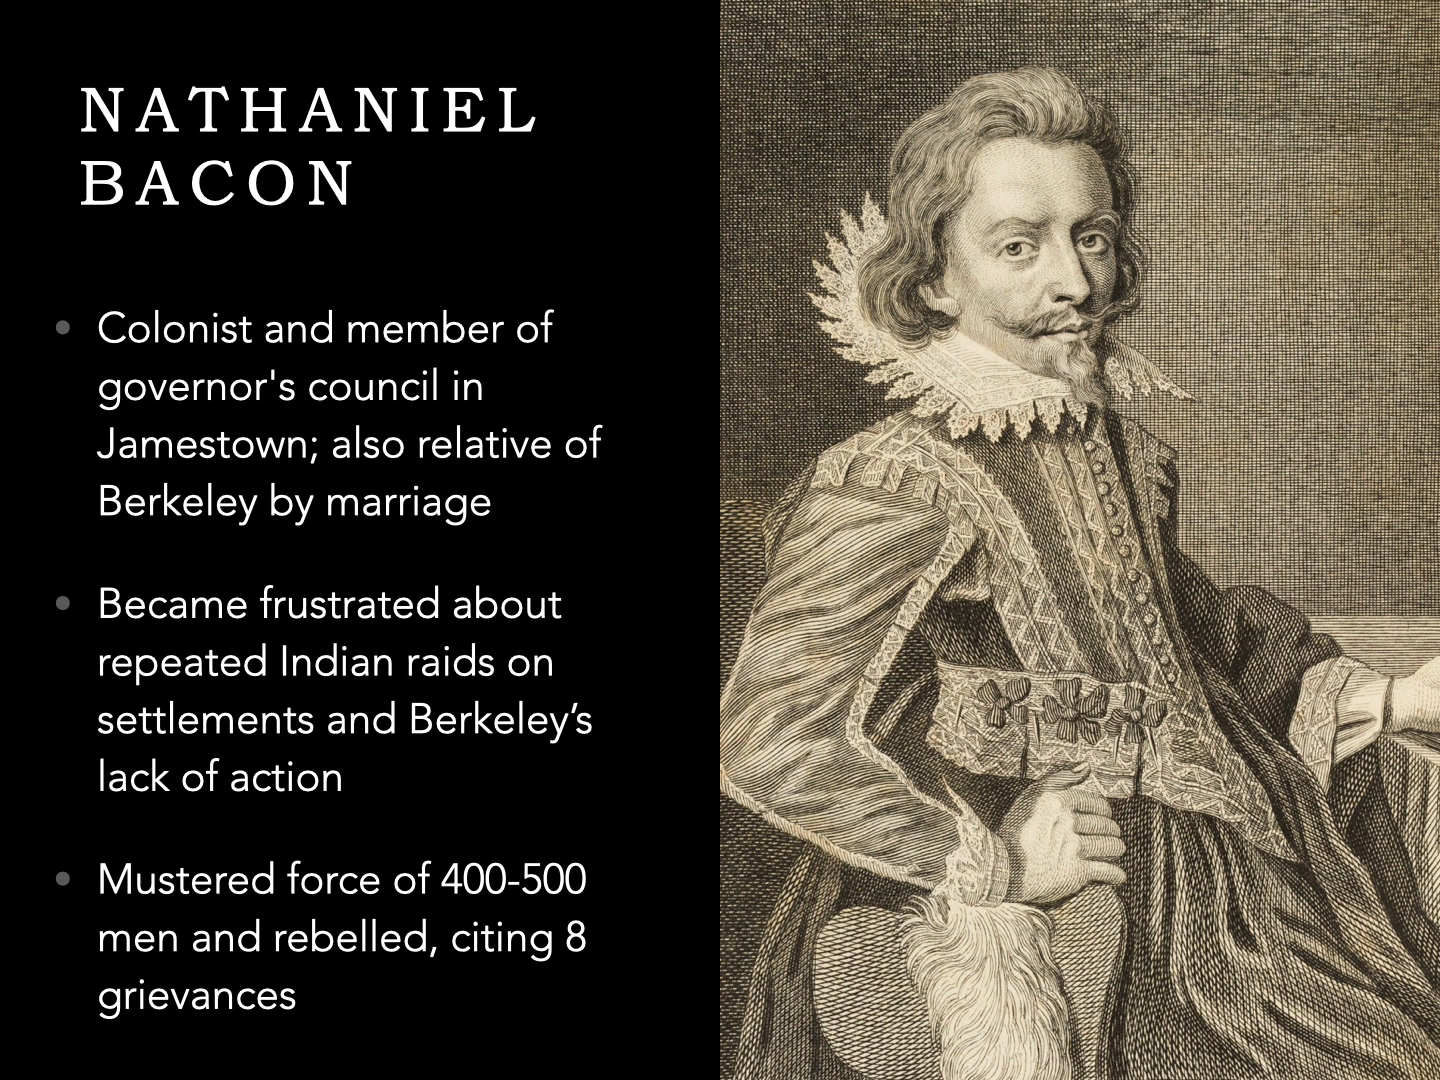 NATHANIEL
BACON
• Colonist and member of
governor's council in
Jamestown; also relative of
Berkeley by marriage
• Became frustrated about
repeated Indian raids on
settlements and Berkeley’s
lack of action
• Mustered force of 400-500
men and rebelled, citing 8
grievances